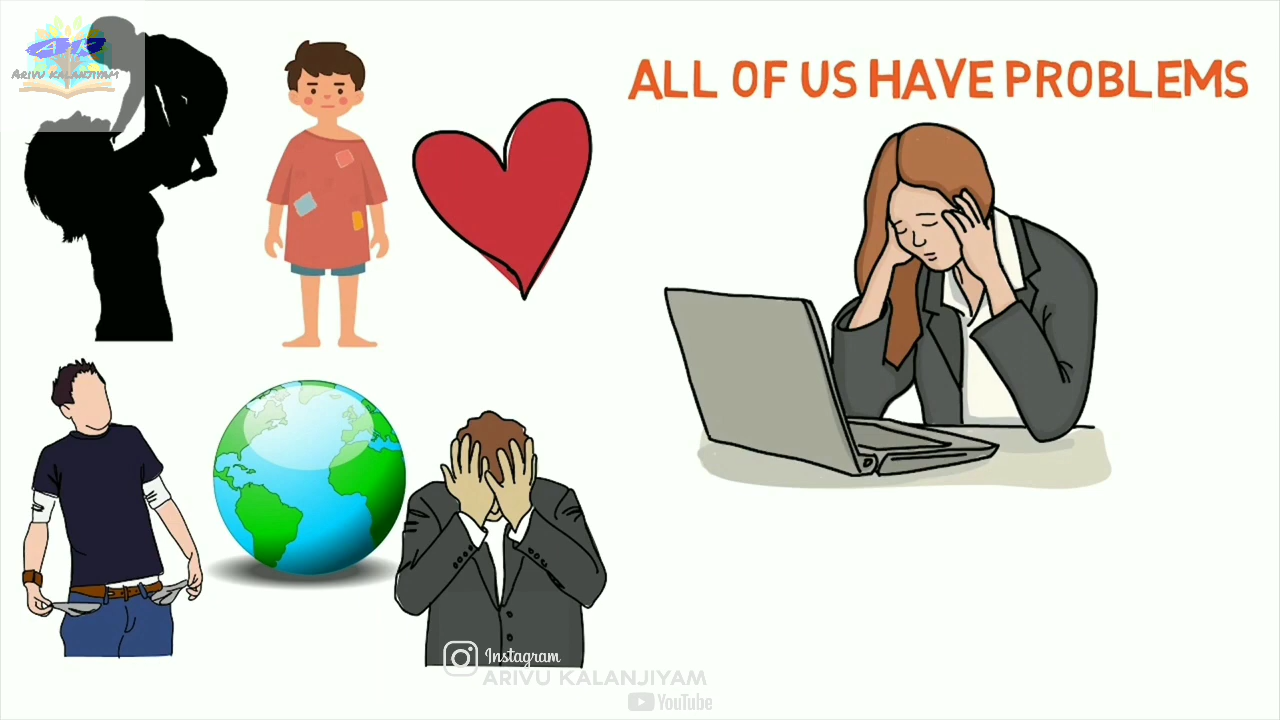 A K
ARIVU KALANJIYAM
ALL OF US HAVE PROBLEMS
Instagram
ARIVU KALANJIYAM
YouTube